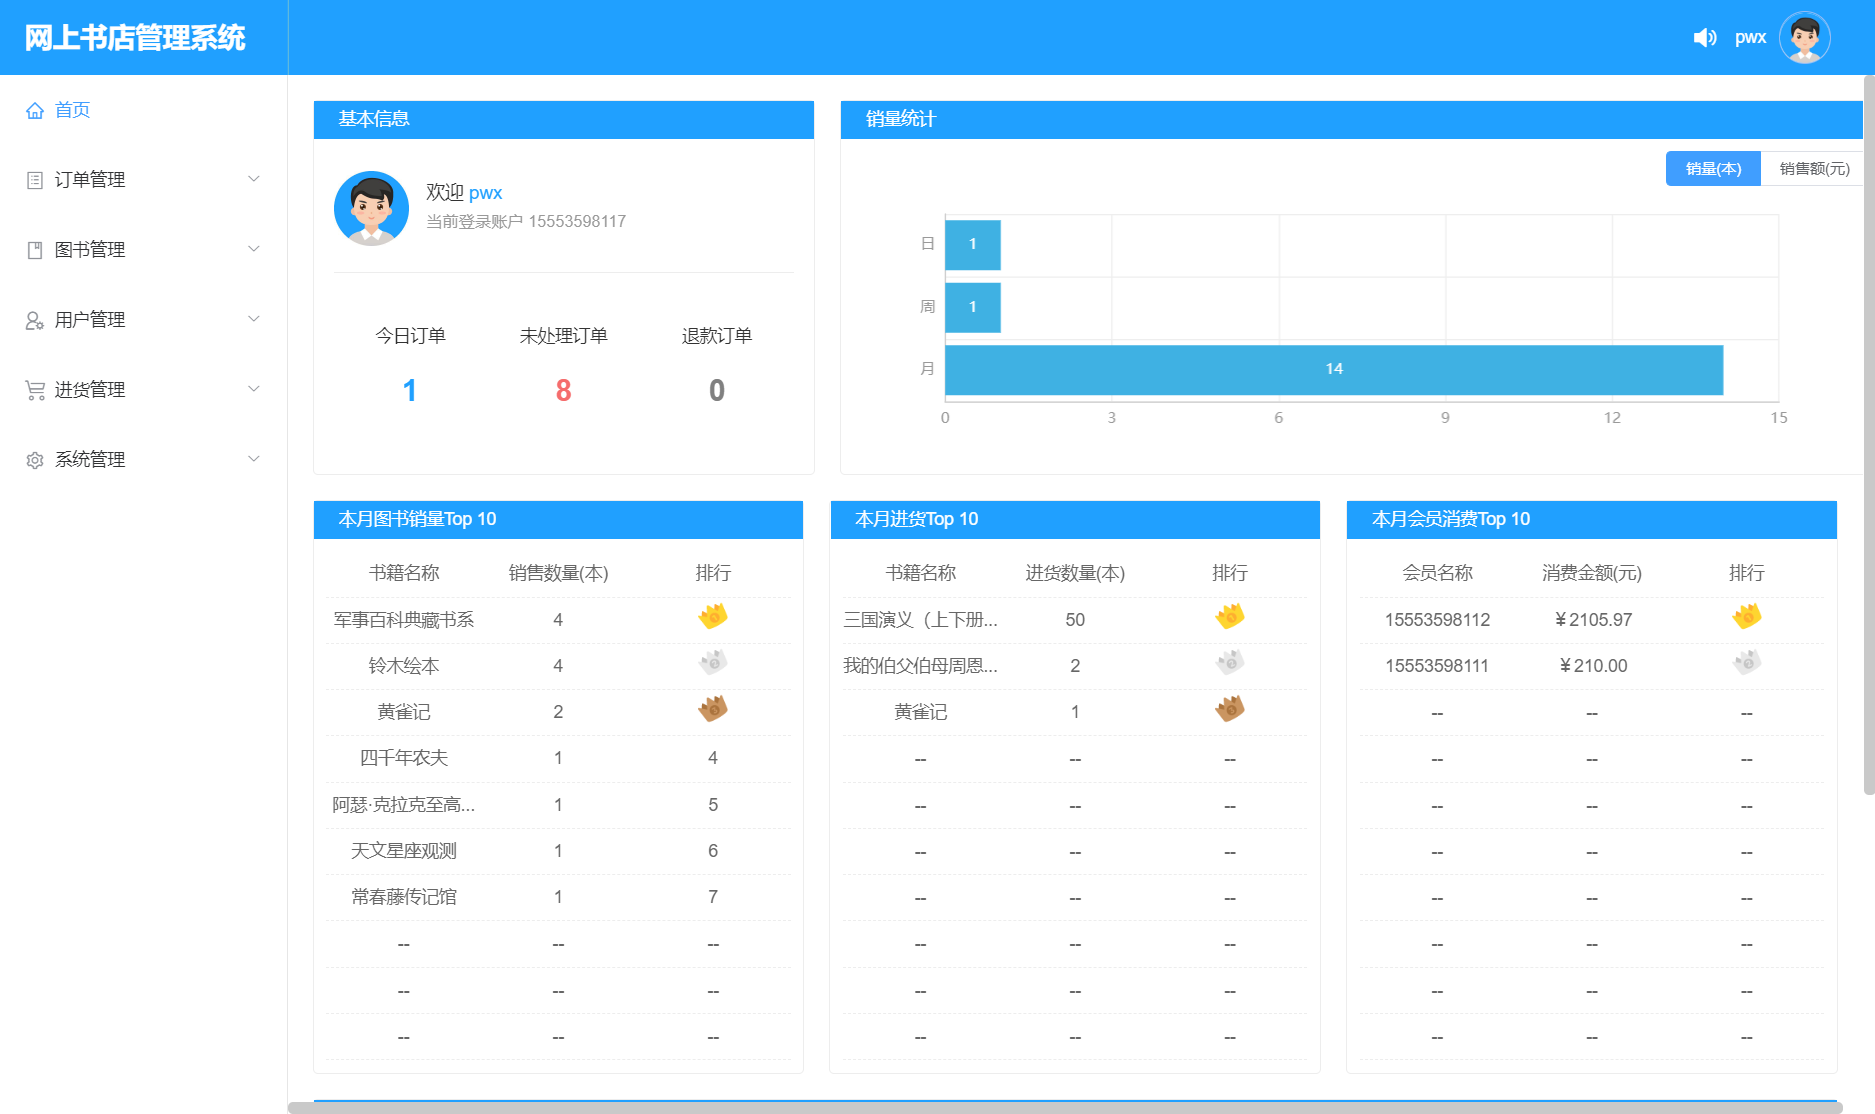 网上书店管理系统
pwx
首页
订单管理
图书管理
用户管理
进货管理
系统管理
基本信息
欢迎 pwx
当前登录账户 15553598117
今日订单 未处理订单 退款订单
1 8 0
销量统计
销量(本) 销售额(元)
日 1
周 1
月 14
0 3 6 9 12 15
本月图书销量Top 10
书籍名称 销售数量(本) 排行
军事百科典藏书系 4
铃木绘本 4
黄雀记 2
四千年农夫 1 4
阿瑟·克拉克至高... 1 5
天文星座观测 1 6
常春藤传记馆 1 7
-- -- --
-- -- --
-- -- --
本月进货Top 10
书籍名称 进货数量(本) 排行
三国演义（上下册... 50
我的伯父伯母周恩... 2
黄雀记 1
-- -- --
-- -- --
-- -- --
-- -- --
-- -- --
-- -- --
-- -- --
本月会员消费Top 10
会员名称 消费金额(元) 排行
15553598112 ￥2105.97
15553598111 ￥210.00
-- -- --
-- -- --
-- -- --
-- -- --
-- -- --
-- -- --
-- -- --
-- -- --